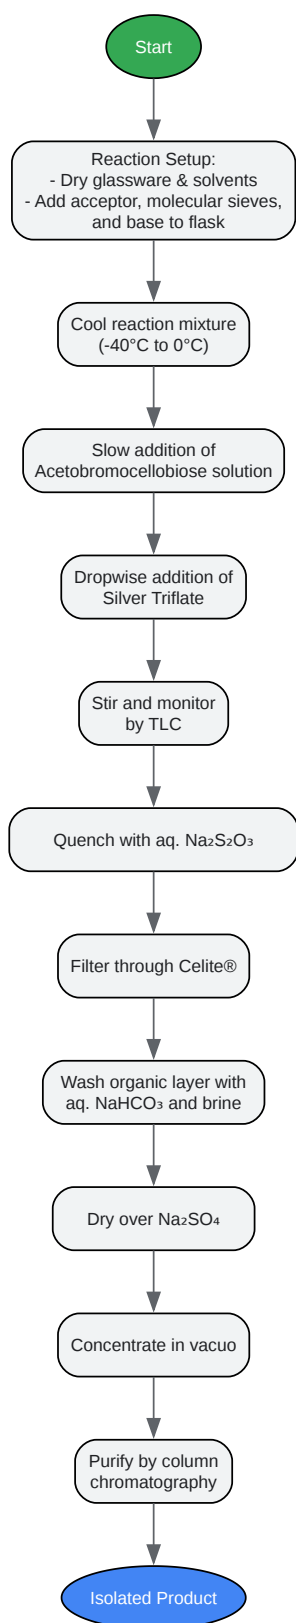 Start
Reaction Setup:
- Dry glassware & solvents
- Add acceptor, molecular sieves,
and base to flask
Cool reaction mixture
(-40°C to 0°C)
Slow addition of
Acetobromocellobiose solution
Dropwise addition of
Silver Triflate
Stir and monitor
by TLC
Quench with aq. Na₂S₂O₃
Filter through Celite®
Wash organic layer with
aq. NaHCO₃ and brine
Dry over Na₂SO₄
Concentrate in vacuo
Purify by column
chromatography
Isolated Product